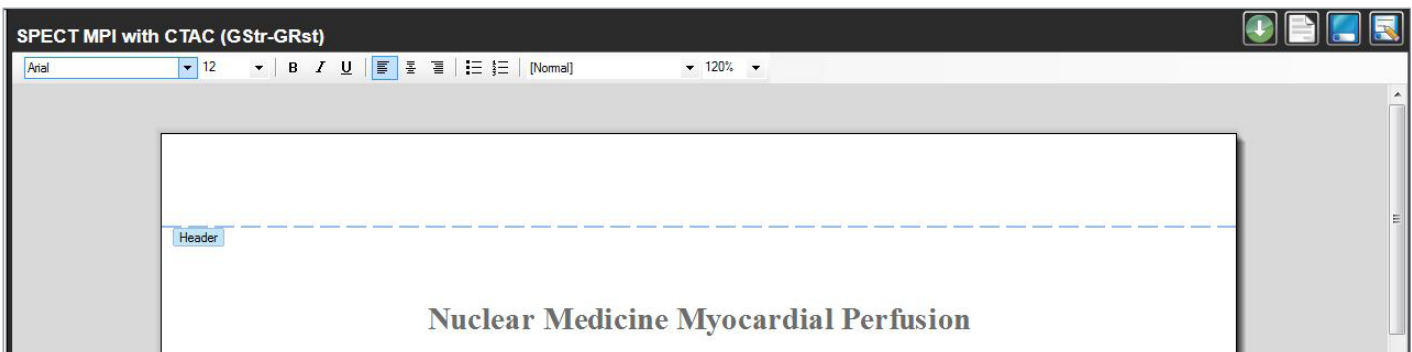 SPECT MPI with CTAC (GStr-GRst)
Arial 12 B I U [Normal] 120%
Header
Nuclear Medicine Myocardial Perfusion